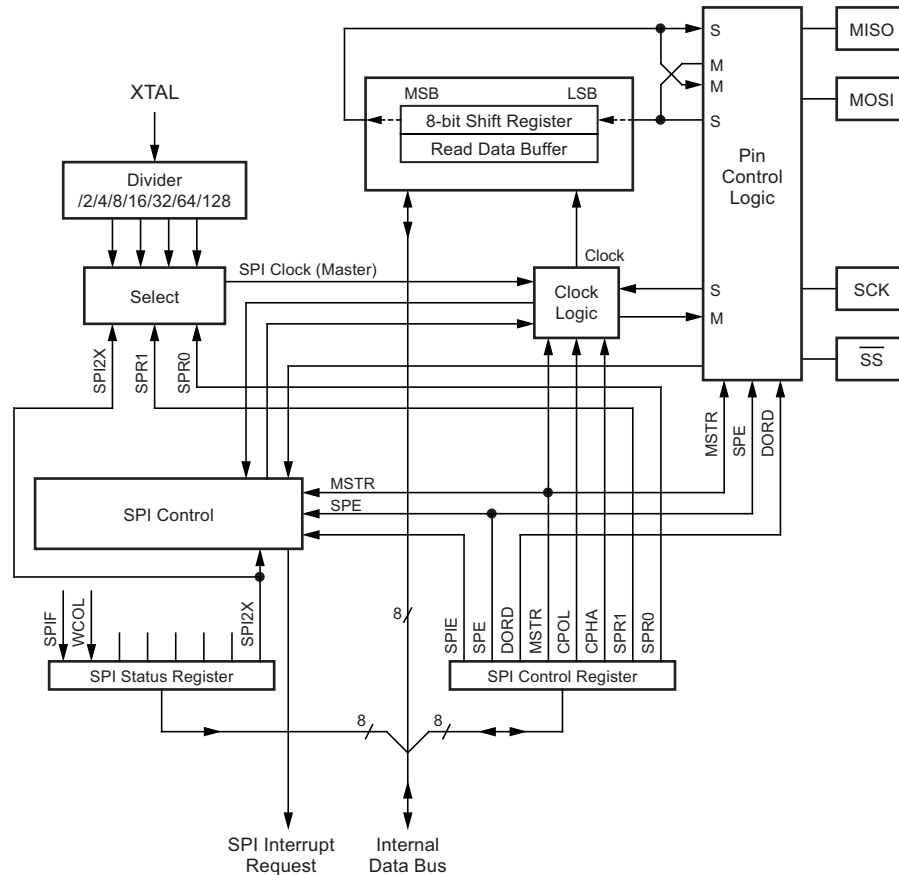 S
MISO
M
M
MSB
LSB
MOSI
XTAL
8-bit Shift Register
S
Read Data Buffer
Pin
Control
Logic
Divider
/2/4/8/16/32/64/128
SPI Clock (Master)
Clock
Select
Clock
Logic
S
SCK
M
SPI2X
SPR1
SPR0
SS
MSTR
SPE
DORD
MSTR
SPE
SPI Control
SPIF
WCOL
SPI2X
8
SPIE
SPE
DORD
MSTR
CPOL
CPHA
SPR1
SPR0
SPI Status Register
SPI Control Register
8
8
SPI Interrupt
Request
Internal
Data Bus